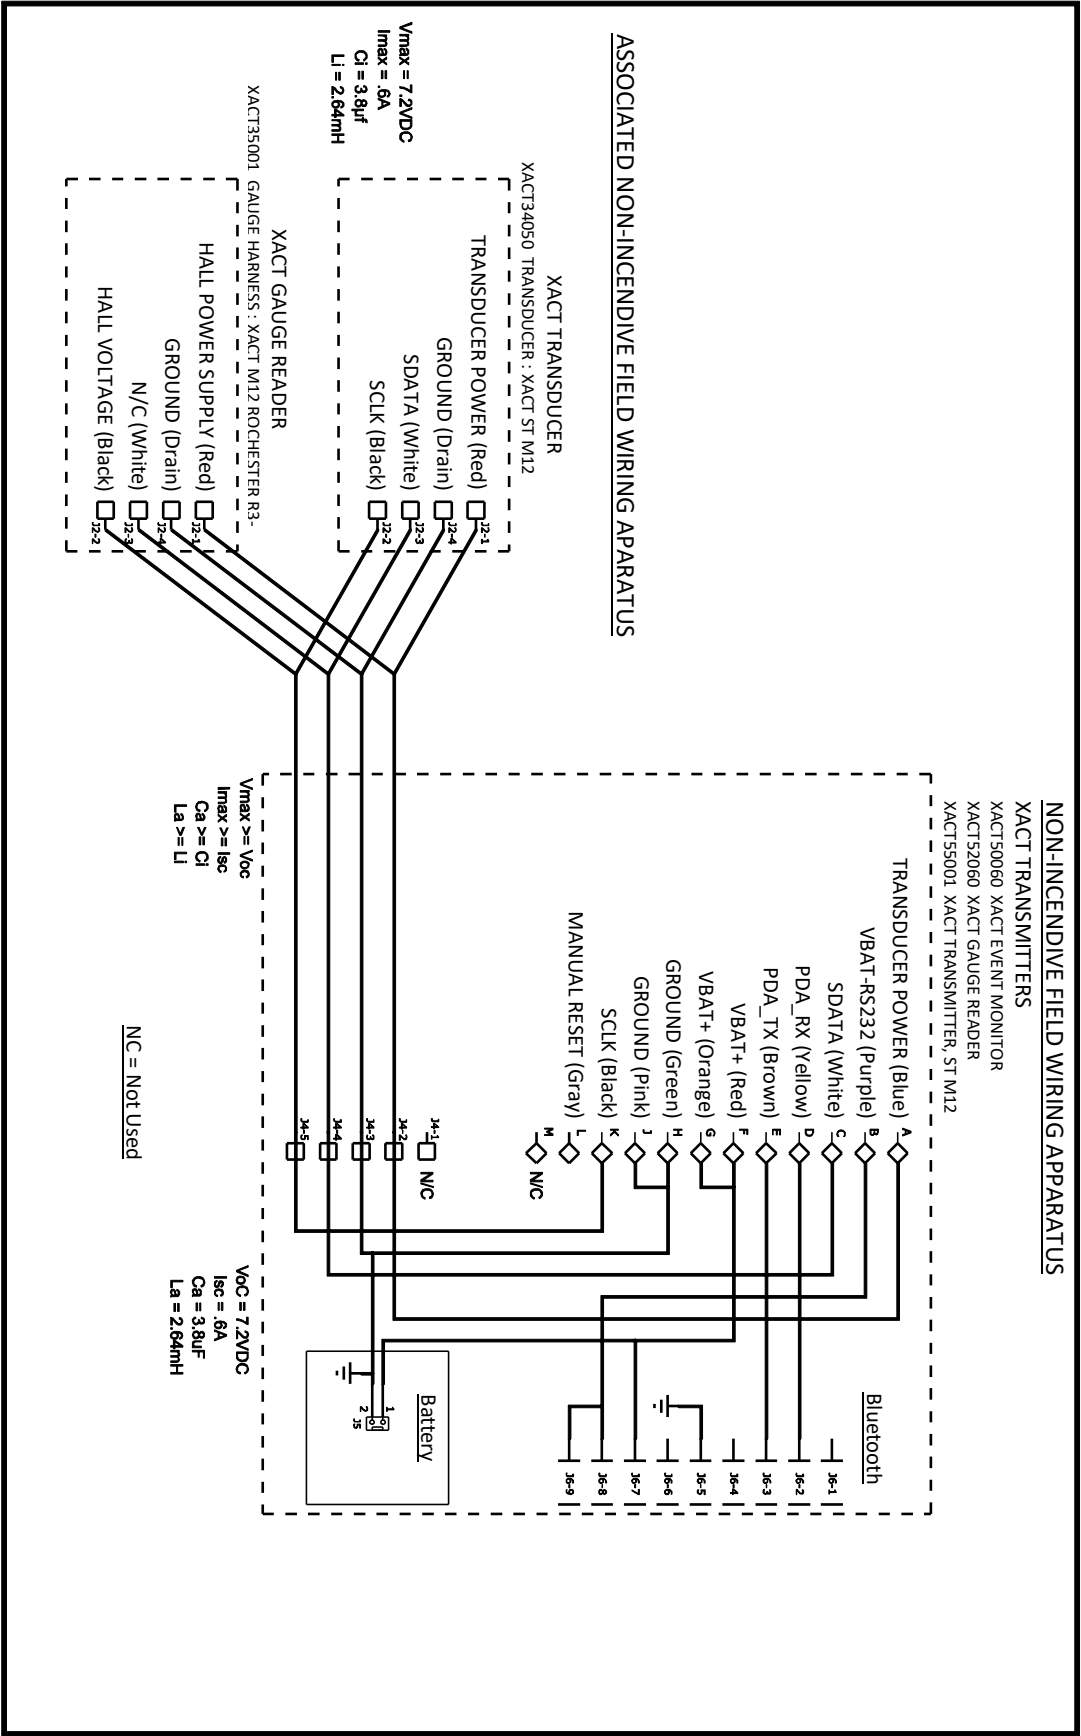 ASSOCIATED NON-INCENDIVE FIELD WIRING APARATUS
XACT TRANSDUCER
XACT34050 TRANSDUCER : XACT ST M12
Vmax = 7.2VDC
Imax = .6A
Ci = 3.8µf
Li = 2.64mH
TRANSDUCER POWER (Red)
J2-1
GROUND (Drain)
J2-4
SDATA (White)
J2-3
SCLK (Black)
J2-2
XACT GAUGE READER
XACT35001 GAUGE HARNESS : XACT M12 ROCHESTER R3-
HALL POWER SUPPLY (Red)
J2-1
GROUND (Drain)
J2-4
N/C (White)
J2-3
HALL VOLTAGE (Black)
J2-2
NON-INCENDIVE FIELD WIRING APPARATUS
XACT TRANSMITTERS
XACT50060 XACT EVENT MONITOR
XACT52060 XACT GAUGE READER
XACT55001 XACT TRANSMITTER, ST M12
TRANSDUCER POWER (Blue)
A
VBAT-RS232 (Purple)
B
SDATA (White)
C
PDA_RX (Yellow)
D
PDA_TX (Brown)
E
VBAT+ (Red)
F
VBAT+ (Orange)
G
GROUND (Green)
H
GROUND (Pink)
J
SCLK (Black)
K
MANUAL RESET (Gray)
L
M
N/C
J4-1
N/C
J4-2
J4-3
J4-4
J4-5
Bluetooth
J6-1
J6-2
J6-3
J6-4
J6-5
J6-6
J6-7
J6-8
J6-9
Battery
1
2
J5
Vmax >= Voc
Imax >= Isc
Ca >= Ci
La >= Li
VoC = 7.2VDC
Isc = .6A
Ca = 3.8uF
La = 2.64mH
NC = Not Used